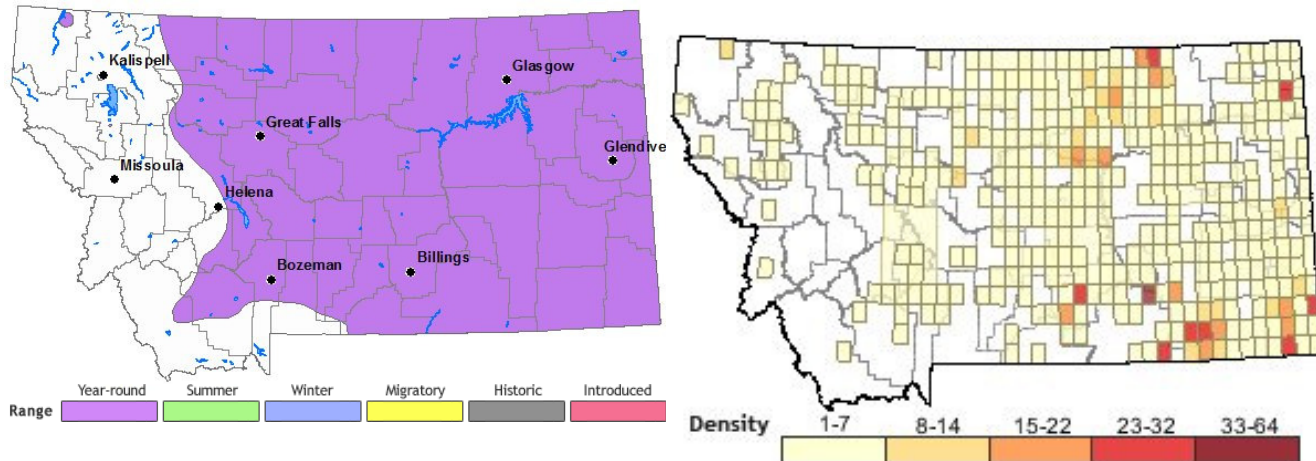 Kalispell
Glasgow
Great Falls
Glendive
Missoula
Helena
Bozeman
Billings
Year-round Summer Winter Migratory Historic Introduced
Range
Density 1-7 8-14 15-22 23-32 33-64